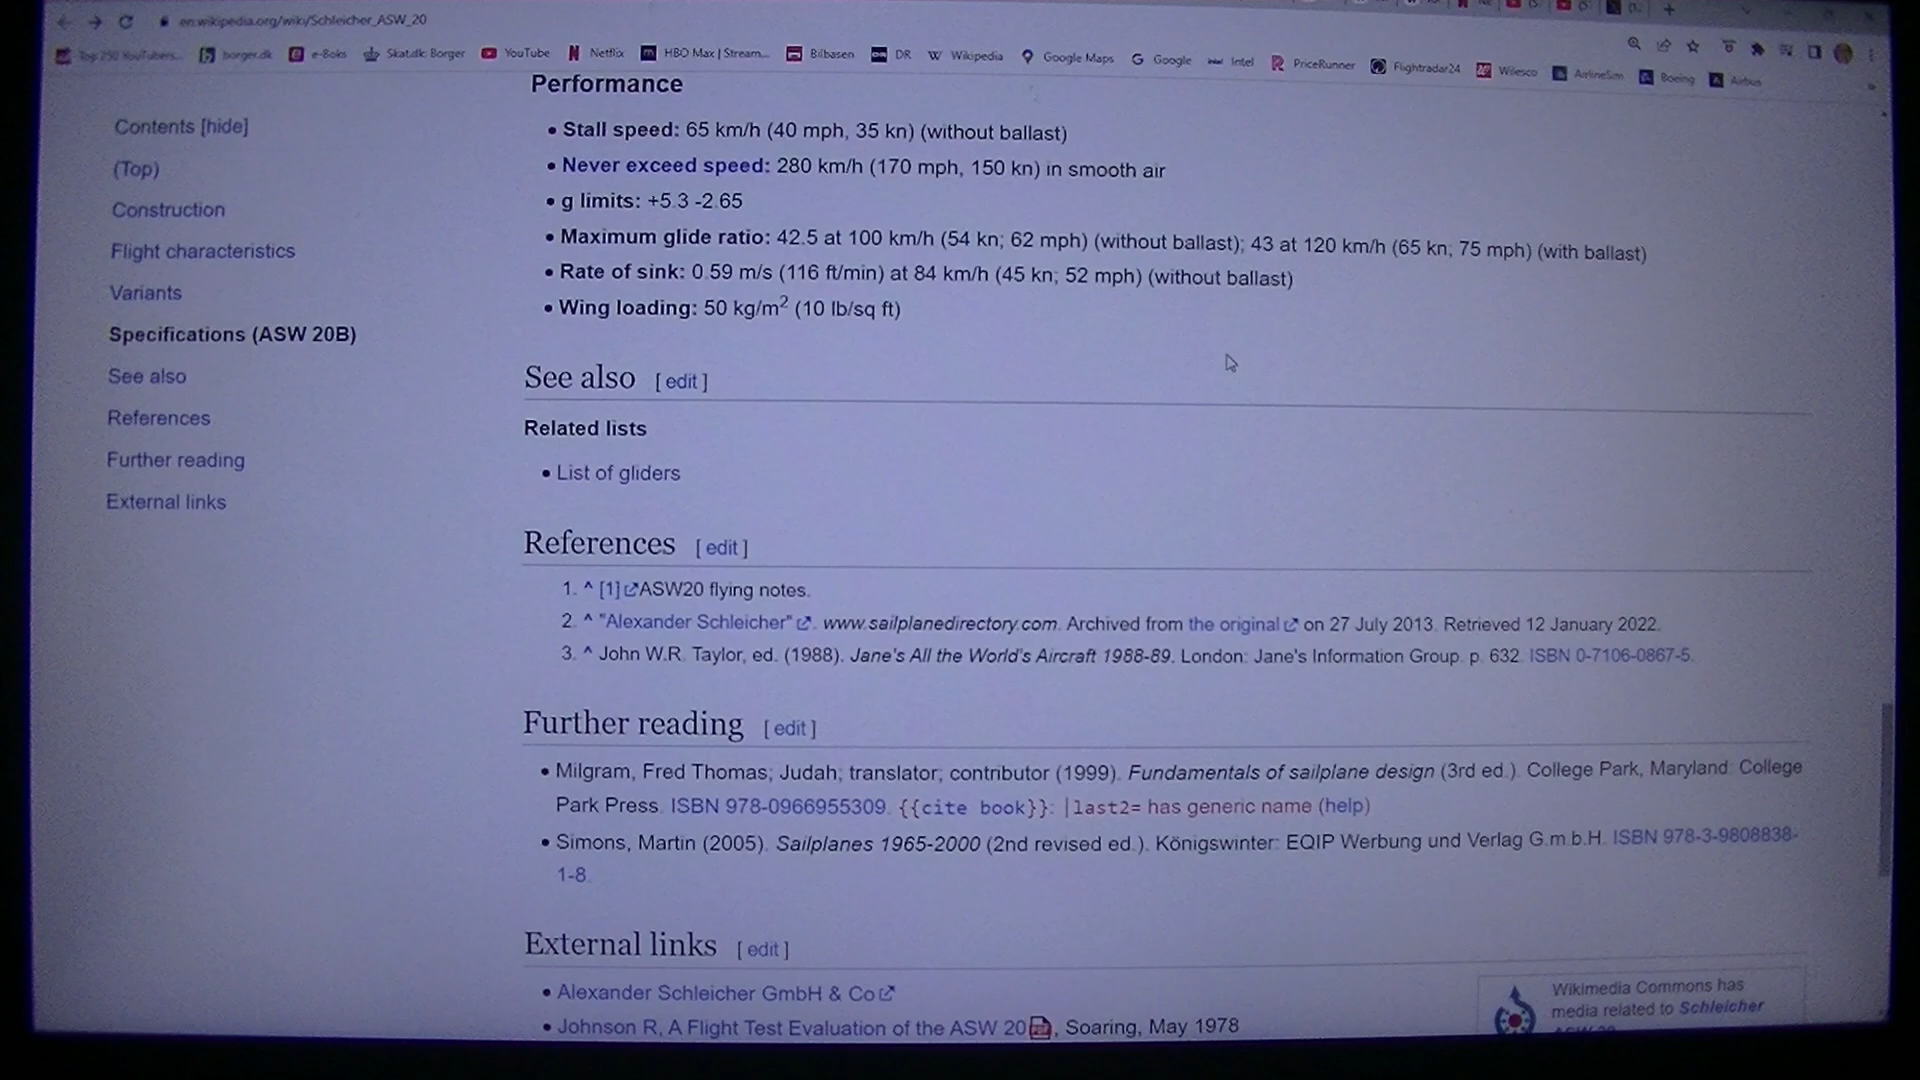 en.wikipedia.org/wiki/Schleicher_ASW_20
Top 250 YouTubers... borger.dk e-Boks Skat.dk: Borger YouTube Netflix HBO Max | Stream... Bilbasen DR Wikipedia Google Maps Google Intel PriceRunner Flightradar24 Wilesco AirlineSim Boeing Airbus
Contents [hide]
(Top)
Construction
Flight characteristics
Variants
Specifications (ASW 20B)
See also
References
Further reading
External links
Performance
• Stall speed: 65 km/h (40 mph, 35 kn) (without ballast)
• Never exceed speed: 280 km/h (170 mph, 150 kn) in smooth air
• g limits: +5.3 -2.65
• Maximum glide ratio: 42.5 at 100 km/h (54 kn; 62 mph) (without ballast); 43 at 120 km/h (65 kn; 75 mph) (with ballast)
• Rate of sink: 0.59 m/s (116 ft/min) at 84 km/h (45 kn; 52 mph) (without ballast)
• Wing loading: 50 kg/m² (10 lb/sq ft)
See also [ edit ]
Related lists
• List of gliders
References [ edit ]
1. ^ [1] ASW20 flying notes.
2. ^ "Alexander Schleicher". www.sailplanedirectory.com. Archived from the original on 27 July 2013. Retrieved 12 January 2022.
3. ^ John W.R. Taylor, ed. (1988). Jane's All the World's Aircraft 1988-89. London: Jane's Information Group. p. 632. ISBN 0-7106-0867-5.
Further reading [ edit ]
• Milgram, Fred Thomas; Judah; translator; contributor (1999). Fundamentals of sailplane design (3rd ed.). College Park, Maryland: College
Park Press. ISBN 978-0966955309. {{cite book}}: |last2= has generic name (help)
• Simons, Martin (2005). Sailplanes 1965-2000 (2nd revised ed.). Königswinter: EQIP Werbung und Verlag G.m.b.H. ISBN 978-3-9808838-
1-8.
External links [ edit ]
• Alexander Schleicher GmbH & Co
• Johnson R, A Flight Test Evaluation of the ASW 20, Soaring, May 1978
Wikimedia Commons has
media related to Schleicher
ASW 20